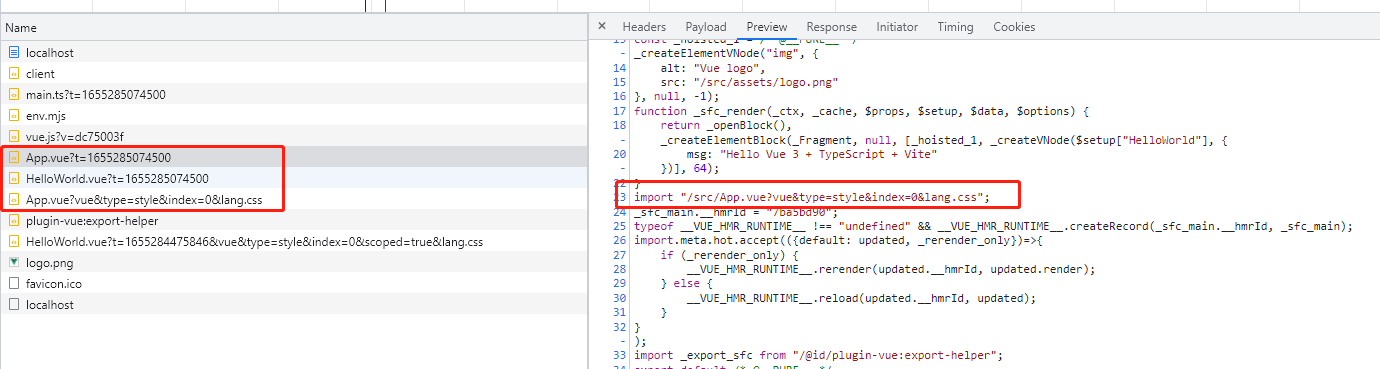 Name
localhost
client
main.ts?t=1655285074500
env.mjs
vue.js?v=dc75003f
App.vue?t=1655285074500
HelloWorld.vue?t=1655285074500
App.vue?vue&type=style&index=0&lang.css
plugin-vue:export-helper
HelloWorld.vue?t=1655284475846&vue&type=style&index=0&scoped=true&lang.css
logo.png
favicon.ico
localhost
× Headers Payload Preview Response Initiator Timing Cookies
- _createElementVNode("img", {
14 alt: "Vue logo",
15 src: "/src/assets/logo.png"
16 }, null, -1);
17 function _sfc_render(_ctx, _cache, $props, $setup, $data, $options) {
18 return _openBlock(),
- _createElementBlock(_Fragment, null, [_hoisted_1, _createVNode($setup["HelloWorld"], {
20 msg: "Hello Vue 3 + TypeScript + Vite"
- })], 64);
22 }
23 import "/src/App.vue?vue&type=style&index=0&lang.css";
24 _sfc_main.__hmrId = "7ba5bd90";
25 typeof __VUE_HMR_RUNTIME__ !== "undefined" && __VUE_HMR_RUNTIME__.createRecord(_sfc_main.__hmrId, _sfc_main);
26 import.meta.hot.accept(({default: updated, _rerender_only})=>{
27 if (_rerender_only) {
28 __VUE_HMR_RUNTIME__.rerender(updated.__hmrId, updated.render);
29 } else {
30 __VUE_HMR_RUNTIME__.reload(updated.__hmrId, updated);
31 }
32 }
- );
33 import _export_sfc from "/@id/plugin-vue:export-helper";